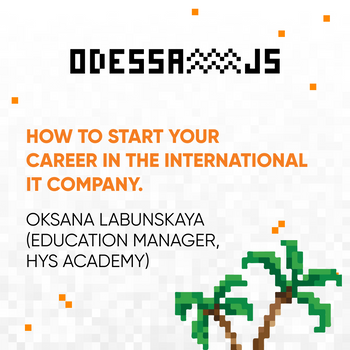 ODESSA JS
HOW TO START YOUR
CAREER IN THE INTERNATIONAL
IT COMPANY.
OKSANA LABUNSKAYA
(EDUCATION MANAGER,
HYS ACADEMY)